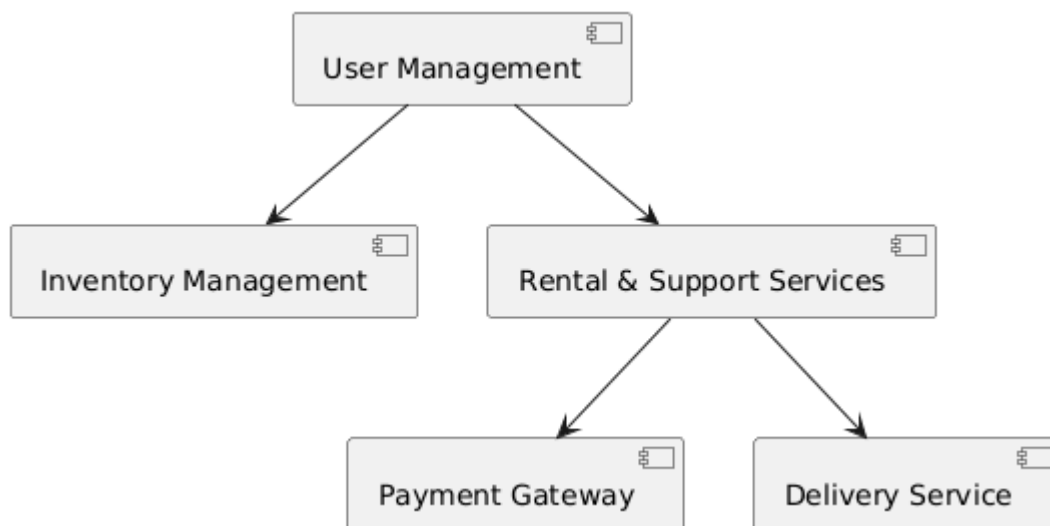 User Management
Inventory Management
Rental & Support Services
Payment Gateway
Delivery Service